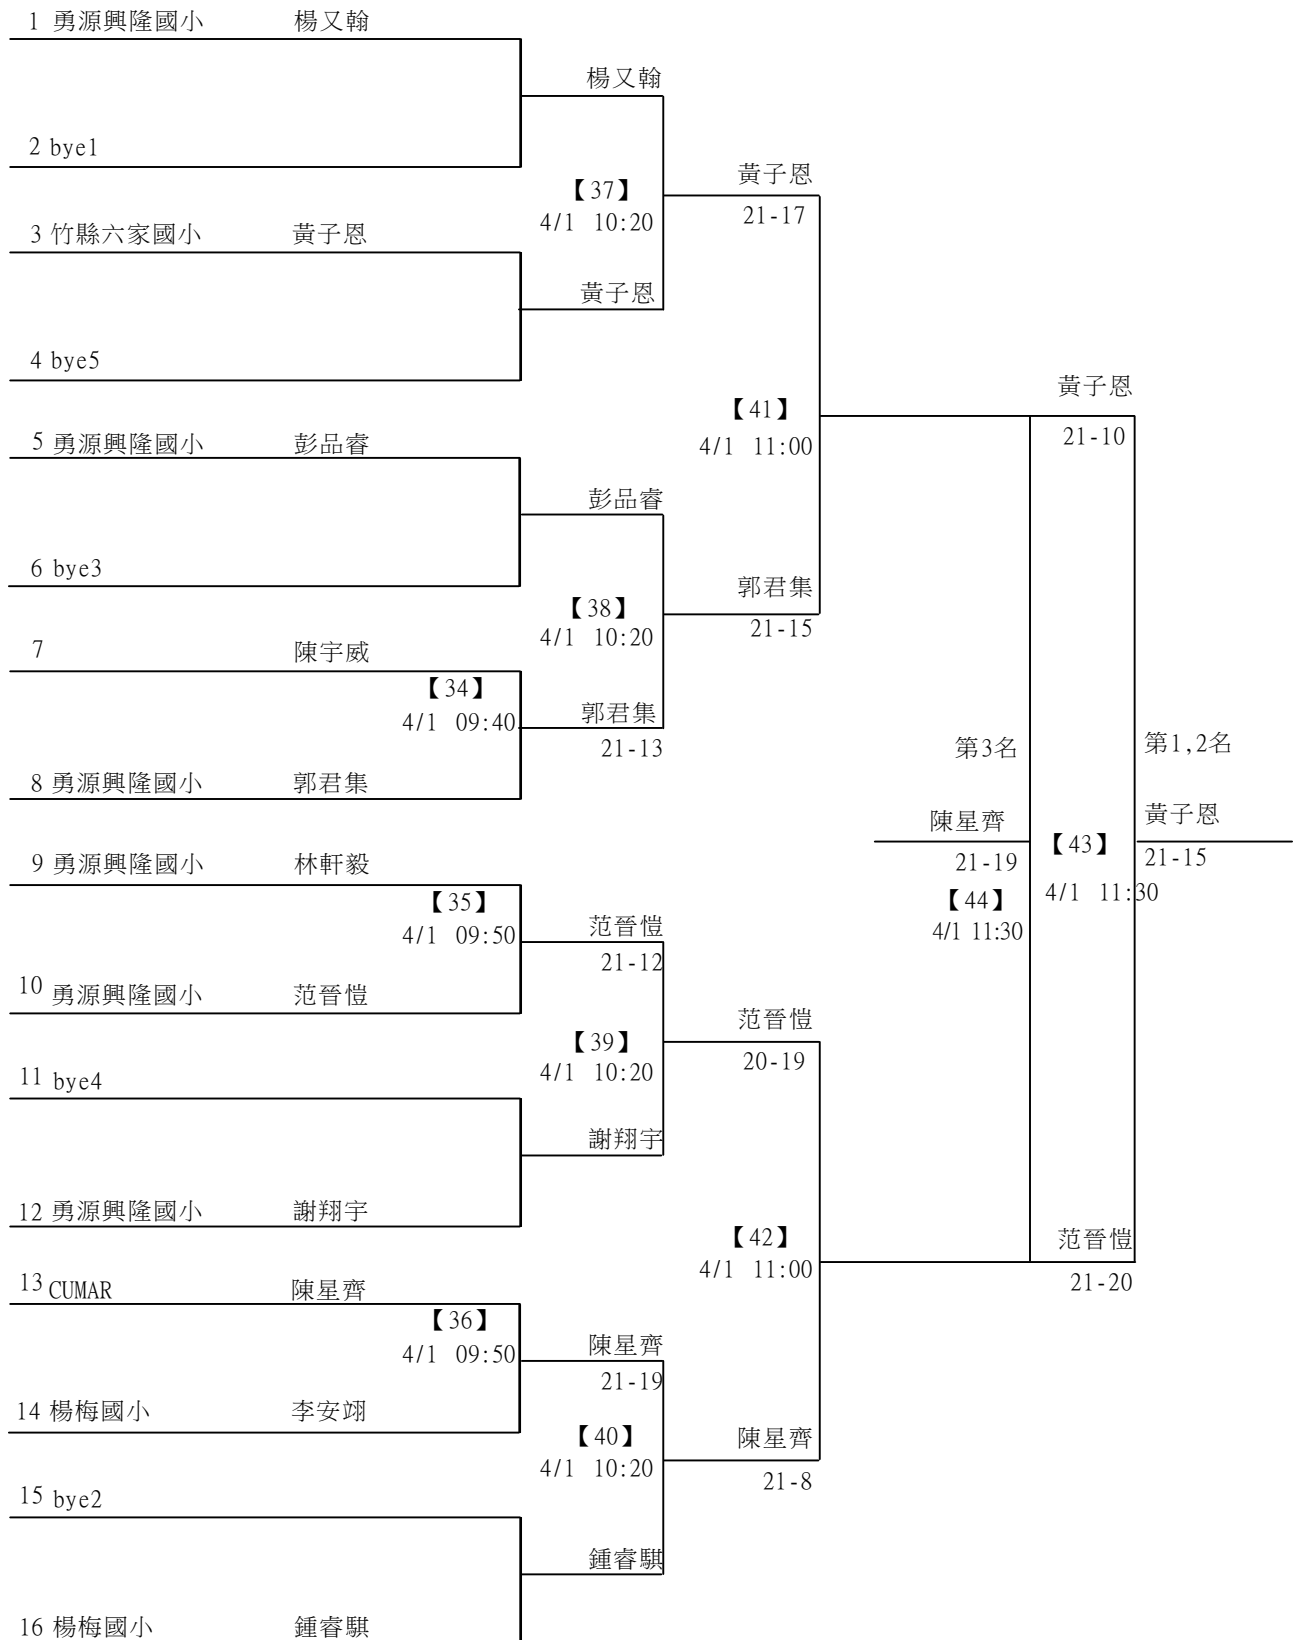 1 勇源興隆國小 楊又翰
楊又翰
2 bye1
黃子恩
【37】
21-17
4/1 10:20
3 竹縣六家國小 黃子恩
黃子恩
4 bye5
黃子恩
【41】
21-10
4/1 11:00
5 勇源興隆國小 彭品睿
彭品睿
6 bye3
郭君集
【38】
21-15
4/1 10:20
7 陳宇威
【34】
4/1 09:40
郭君集
21-13
第3名
第1,2名
8 勇源興隆國小 郭君集
陳星齊
黃子恩
【43】
21-19
21-15
9 勇源興隆國小 林軒毅
【35】
【44】
4/1 11:30
4/1 09:50
范晉愷
4/1 11:30
21-12
10 勇源興隆國小 范晉愷
范晉愷
【39】
20-19
4/1 10:20
11 bye4
謝翔宇
12 勇源興隆國小 謝翔宇
【42】
范晉愷
4/1 11:00
21-20
13 CUMAR 陳星齊
【36】
4/1 09:50
陳星齊
21-19
14 楊梅國小 李安翊
【40】
陳星齊
4/1 10:20
21-8
15 bye2
鍾睿騏
16 楊梅國小 鍾睿騏